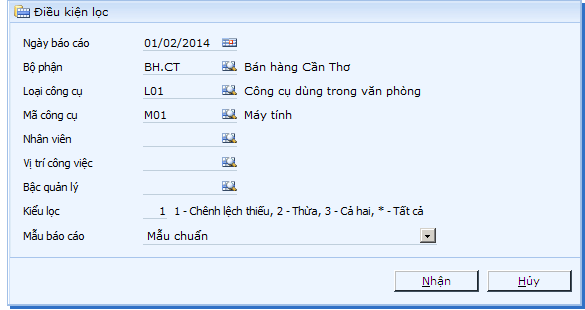 Điều kiện lọc
Ngày báo cáo 01/02/2014
Bộ phận BH.CT Bán hàng Cần Thơ
Loại công cụ L01 Công cụ dùng trong văn phòng
Mã công cụ M01 Máy tính
Nhân viên
Vị trí công việc
Bậc quản lý
Kiểu lọc 1 1 - Chênh lệch thiếu, 2 - Thừa, 3 - Cả hai, * - Tất cả
Mẫu báo cáo Mẫu chuẩn
Nhận Hủy